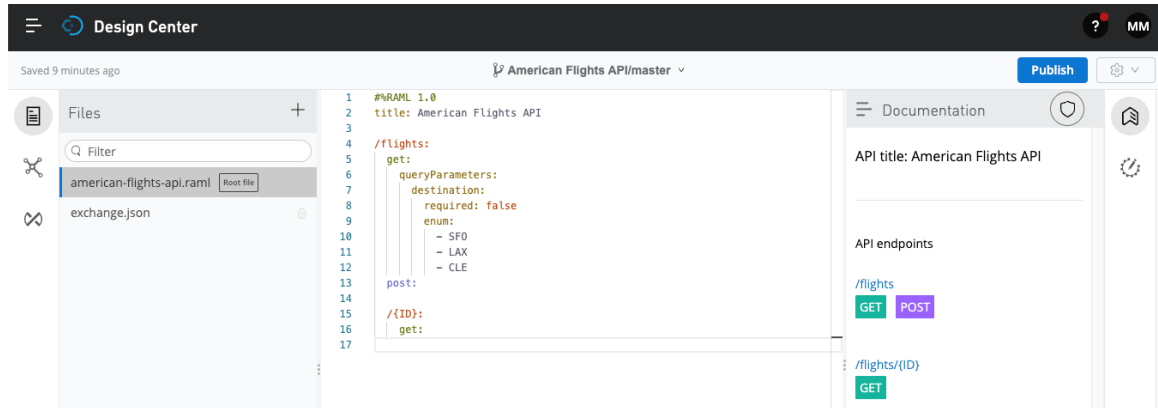 Design Center
?
MM
Saved 9 minutes ago
American Flights API/master
Publish
Files
+
Filter
american-flights-api.raml Root file
exchange.json
1 #%RAML 1.0
2 title: American Flights API
3
4 /flights:
5 get:
6 queryParameters:
7 destination:
8 required: false
9 enum:
10 - SFO
11 - LAX
12 - CLE
13 post:
14
15 /{ID}:
16 get:
17
Documentation
API title: American Flights API
API endpoints
/flights
GET POST
/flights/{ID}
GET